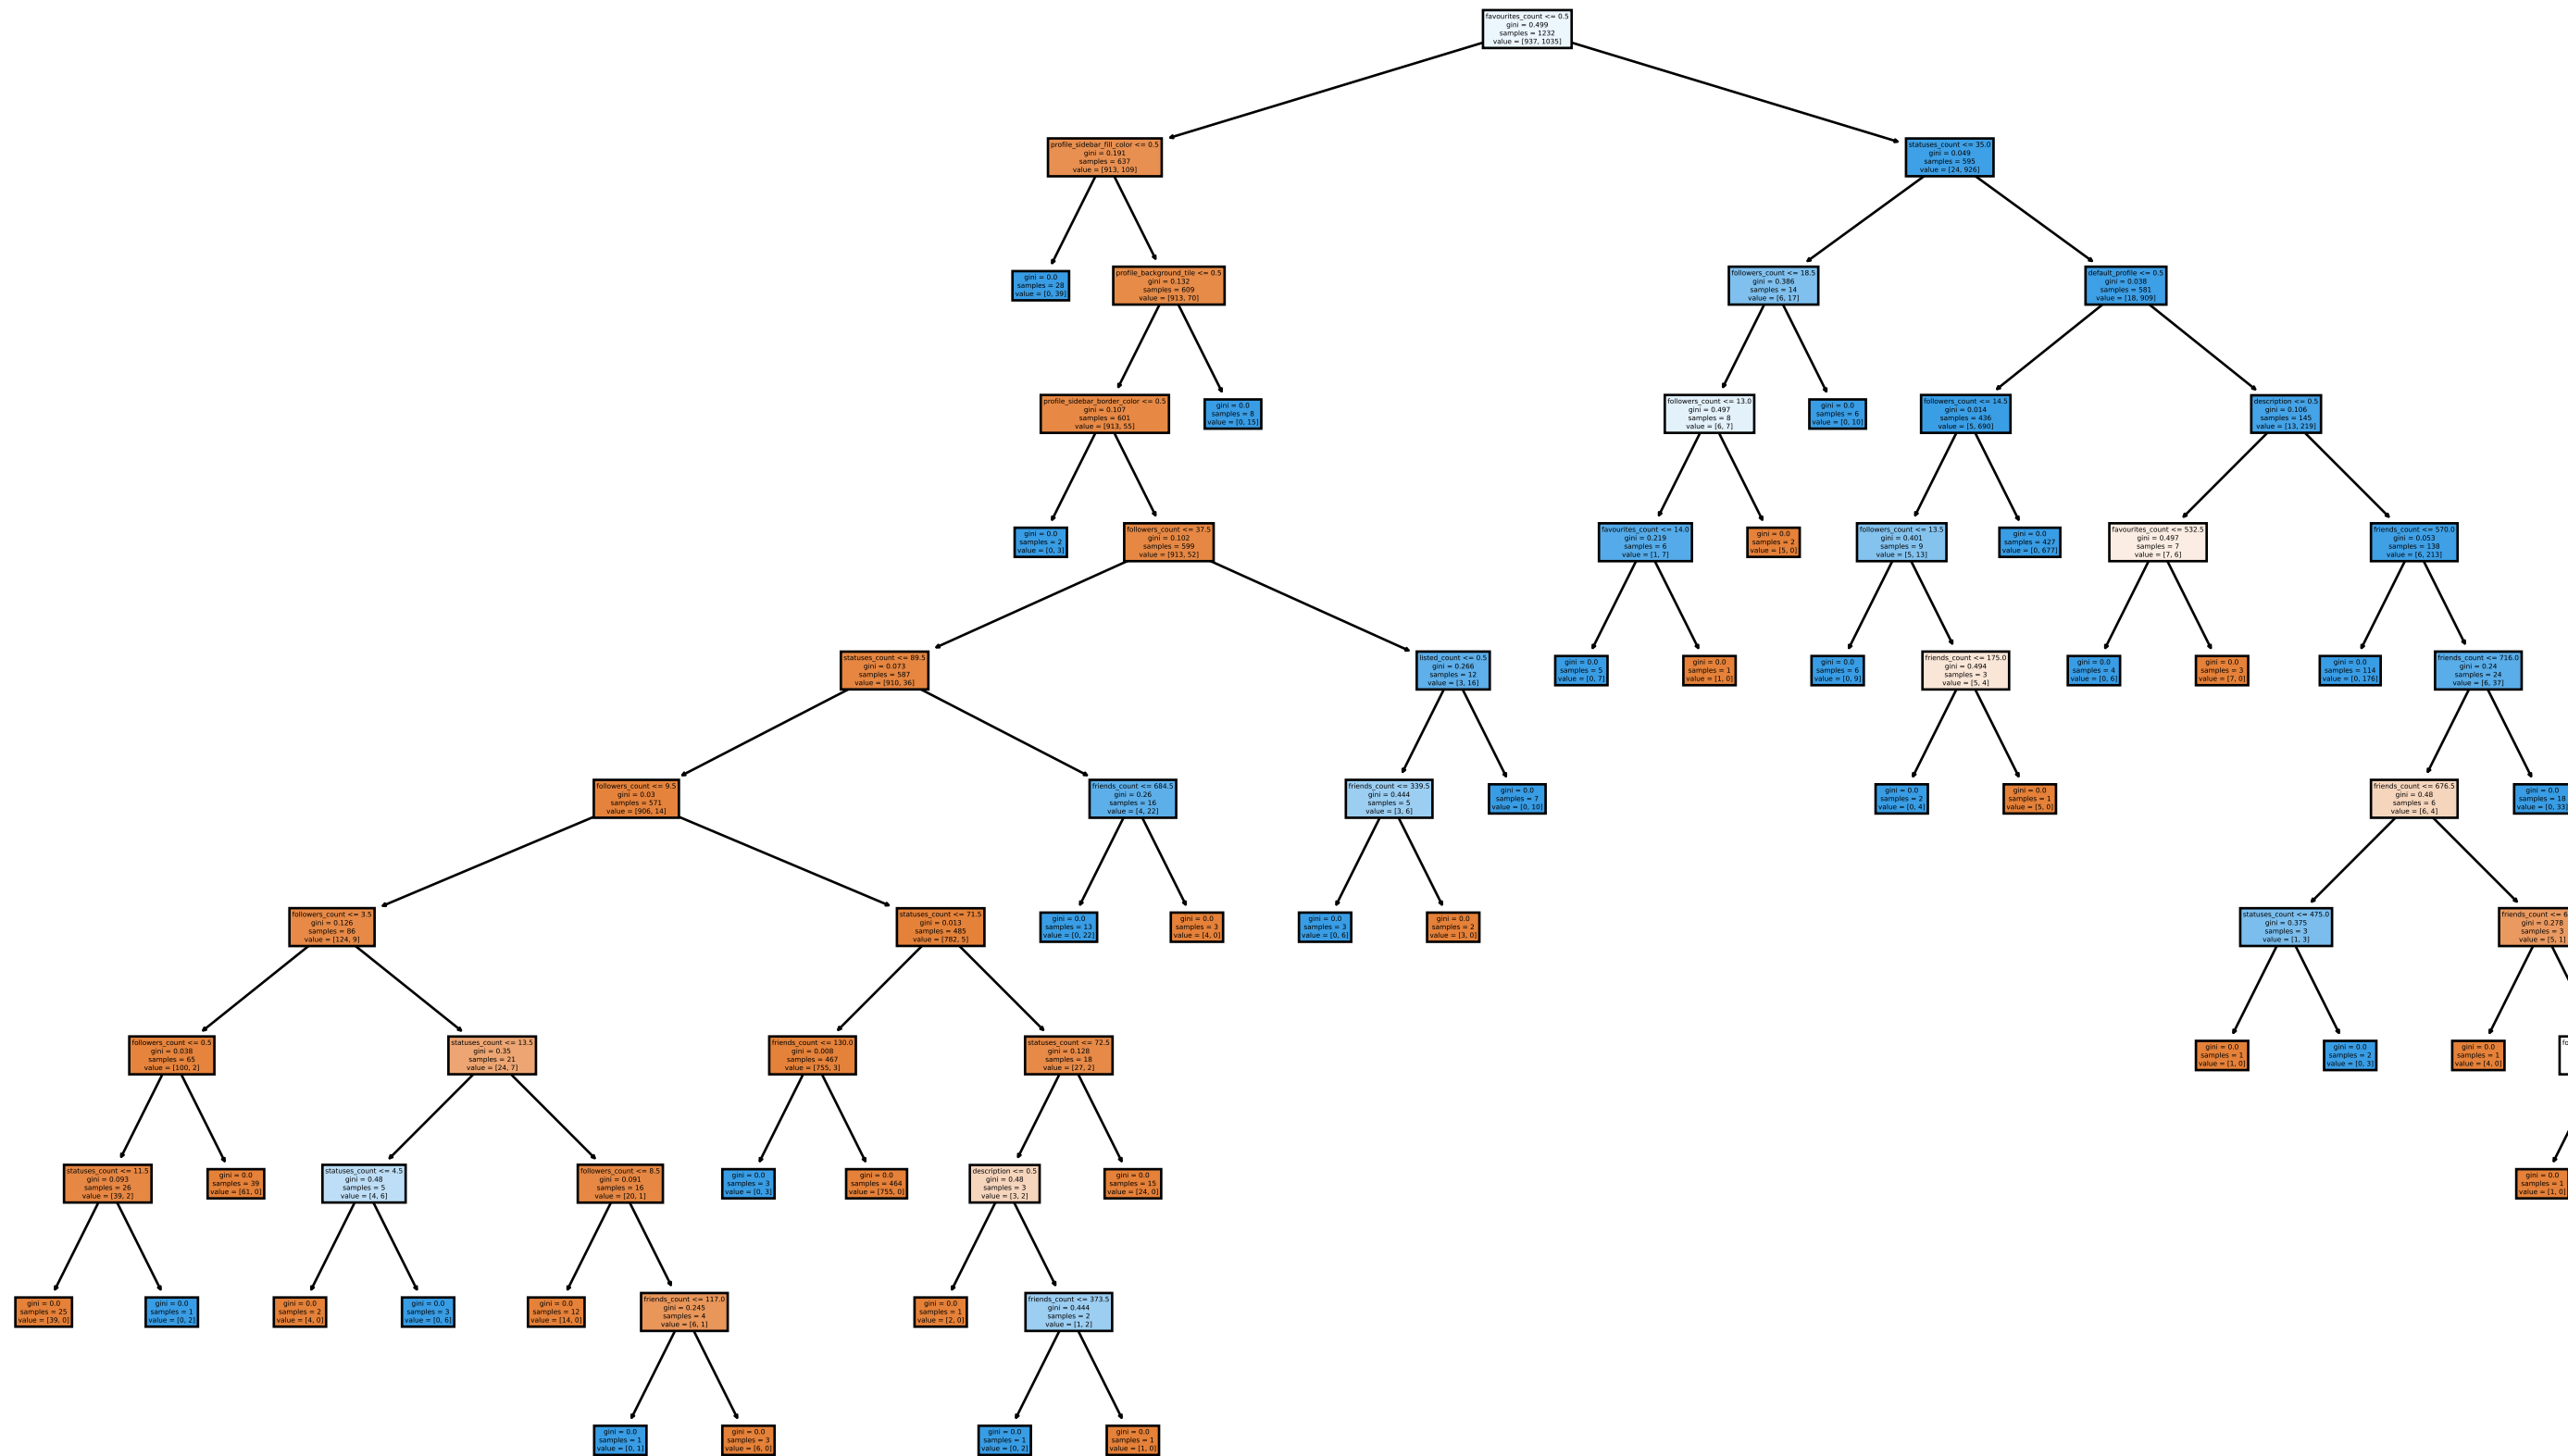 favourites_count <= 0.5
gini = 0.499
samples = 1232
value = [937, 1035]
profile_sidebar_fill_color <= 0.5
gini = 0.191
samples = 637
value = [913, 109]
statuses_count <= 35.0
gini = 0.049
samples = 595
value = [24, 926]
gini = 0.0
samples = 28
value = [0, 39]
profile_background_tile <= 0.5
gini = 0.132
samples = 609
value = [913, 70]
followers_count <= 18.5
gini = 0.386
samples = 14
value = [6, 17]
default_profile <= 0.5
gini = 0.038
samples = 581
value = [18, 909]
profile_sidebar_border_color <= 0.5
gini = 0.107
samples = 601
value = [913, 55]
gini = 0.0
samples = 8
value = [0, 15]
followers_count <= 13.0
gini = 0.497
samples = 8
value = [6, 7]
gini = 0.0
samples = 6
value = [0, 10]
followers_count <= 14.5
gini = 0.014
samples = 436
value = [5, 690]
description <= 0.5
gini = 0.106
samples = 145
value = [13, 219]
gini = 0.0
samples = 2
value = [0, 3]
followers_count <= 37.5
gini = 0.102
samples = 599
value = [913, 52]
favourites_count <= 14.0
gini = 0.219
samples = 6
value = [1, 7]
gini = 0.0
samples = 2
value = [5, 0]
followers_count <= 13.5
gini = 0.401
samples = 9
value = [5, 13]
gini = 0.0
samples = 427
value = [0, 677]
favourites_count <= 532.5
gini = 0.497
samples = 7
value = [7, 6]
friends_count <= 570.0
gini = 0.053
samples = 138
value = [6, 213]
statuses_count <= 89.5
gini = 0.073
samples = 587
value = [910, 36]
listed_count <= 0.5
gini = 0.266
samples = 12
value = [3, 16]
gini = 0.0
samples = 5
value = [0, 7]
gini = 0.0
samples = 1
value = [1, 0]
gini = 0.0
samples = 6
value = [0, 9]
friends_count <= 175.0
gini = 0.494
samples = 3
value = [5, 4]
gini = 0.0
samples = 4
value = [0, 6]
gini = 0.0
samples = 3
value = [7, 0]
gini = 0.0
samples = 114
value = [0, 176]
friends_count <= 716.0
gini = 0.24
samples = 24
value = [6, 37]
followers_count <= 9.5
gini = 0.03
samples = 571
value = [906, 14]
friends_count <= 684.5
gini = 0.26
samples = 16
value = [4, 22]
friends_count <= 339.5
gini = 0.444
samples = 5
value = [3, 6]
gini = 0.0
samples = 7
value = [0, 10]
gini = 0.0
samples = 2
value = [0, 4]
gini = 0.0
samples = 1
value = [5, 0]
friends_count <= 676.5
gini = 0.48
samples = 6
value = [6, 4]
gini = 0.0
samples = 18
value = [0, 33]
followers_count <= 3.5
gini = 0.126
samples = 86
value = [124, 9]
statuses_count <= 71.5
gini = 0.013
samples = 485
value = [782, 5]
gini = 0.0
samples = 13
value = [0, 22]
gini = 0.0
samples = 3
value = [4, 0]
gini = 0.0
samples = 3
value = [0, 6]
gini = 0.0
samples = 2
value = [3, 0]
statuses_count <= 475.0
gini = 0.375
samples = 3
value = [1, 3]
friends_count <= 6
gini = 0.278
samples = 3
value = [5, 1]
followers_count <= 0.5
gini = 0.038
samples = 65
value = [100, 2]
statuses_count <= 13.5
gini = 0.35
samples = 21
value = [24, 7]
friends_count <= 130.0
gini = 0.008
samples = 467
value = [755, 3]
statuses_count <= 72.5
gini = 0.128
samples = 18
value = [27, 2]
gini = 0.0
samples = 1
value = [1, 0]
gini = 0.0
samples = 2
value = [0, 3]
gini = 0.0
samples = 1
value = [4, 0]
statuses_count <= 11.5
gini = 0.093
samples = 26
value = [39, 2]
gini = 0.0
samples = 39
value = [61, 0]
statuses_count <= 4.5
gini = 0.48
samples = 5
value = [4, 6]
followers_count <= 8.5
gini = 0.091
samples = 16
value = [20, 1]
gini = 0.0
samples = 3
value = [0, 3]
gini = 0.0
samples = 464
value = [755, 0]
description <= 0.5
gini = 0.48
samples = 3
value = [3, 2]
gini = 0.0
samples = 15
value = [24, 0]
gini = 0.0
samples = 1
value = [1, 0]
gini = 0.0
samples = 25
value = [39, 0]
gini = 0.0
samples = 1
value = [0, 2]
gini = 0.0
samples = 2
value = [4, 0]
gini = 0.0
samples = 3
value = [0, 6]
gini = 0.0
samples = 12
value = [14, 0]
friends_count <= 117.0
gini = 0.245
samples = 4
value = [6, 1]
gini = 0.0
samples = 1
value = [2, 0]
friends_count <= 373.5
gini = 0.444
samples = 2
value = [1, 2]
gini = 0.0
samples = 1
value = [0, 1]
gini = 0.0
samples = 3
value = [6, 0]
gini = 0.0
samples = 1
value = [0, 2]
gini = 0.0
samples = 1
value = [1, 0]